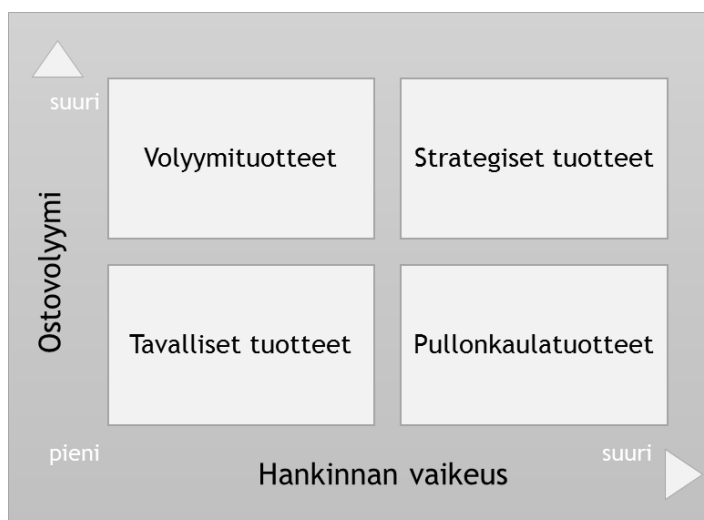 suuri
Volyymituotteet
Strategiset tuotteet
Ostovolyymi
Tavalliset tuotteet
Pullonkaulatuotteet
pieni
suuri
Hankinnan vaikeus